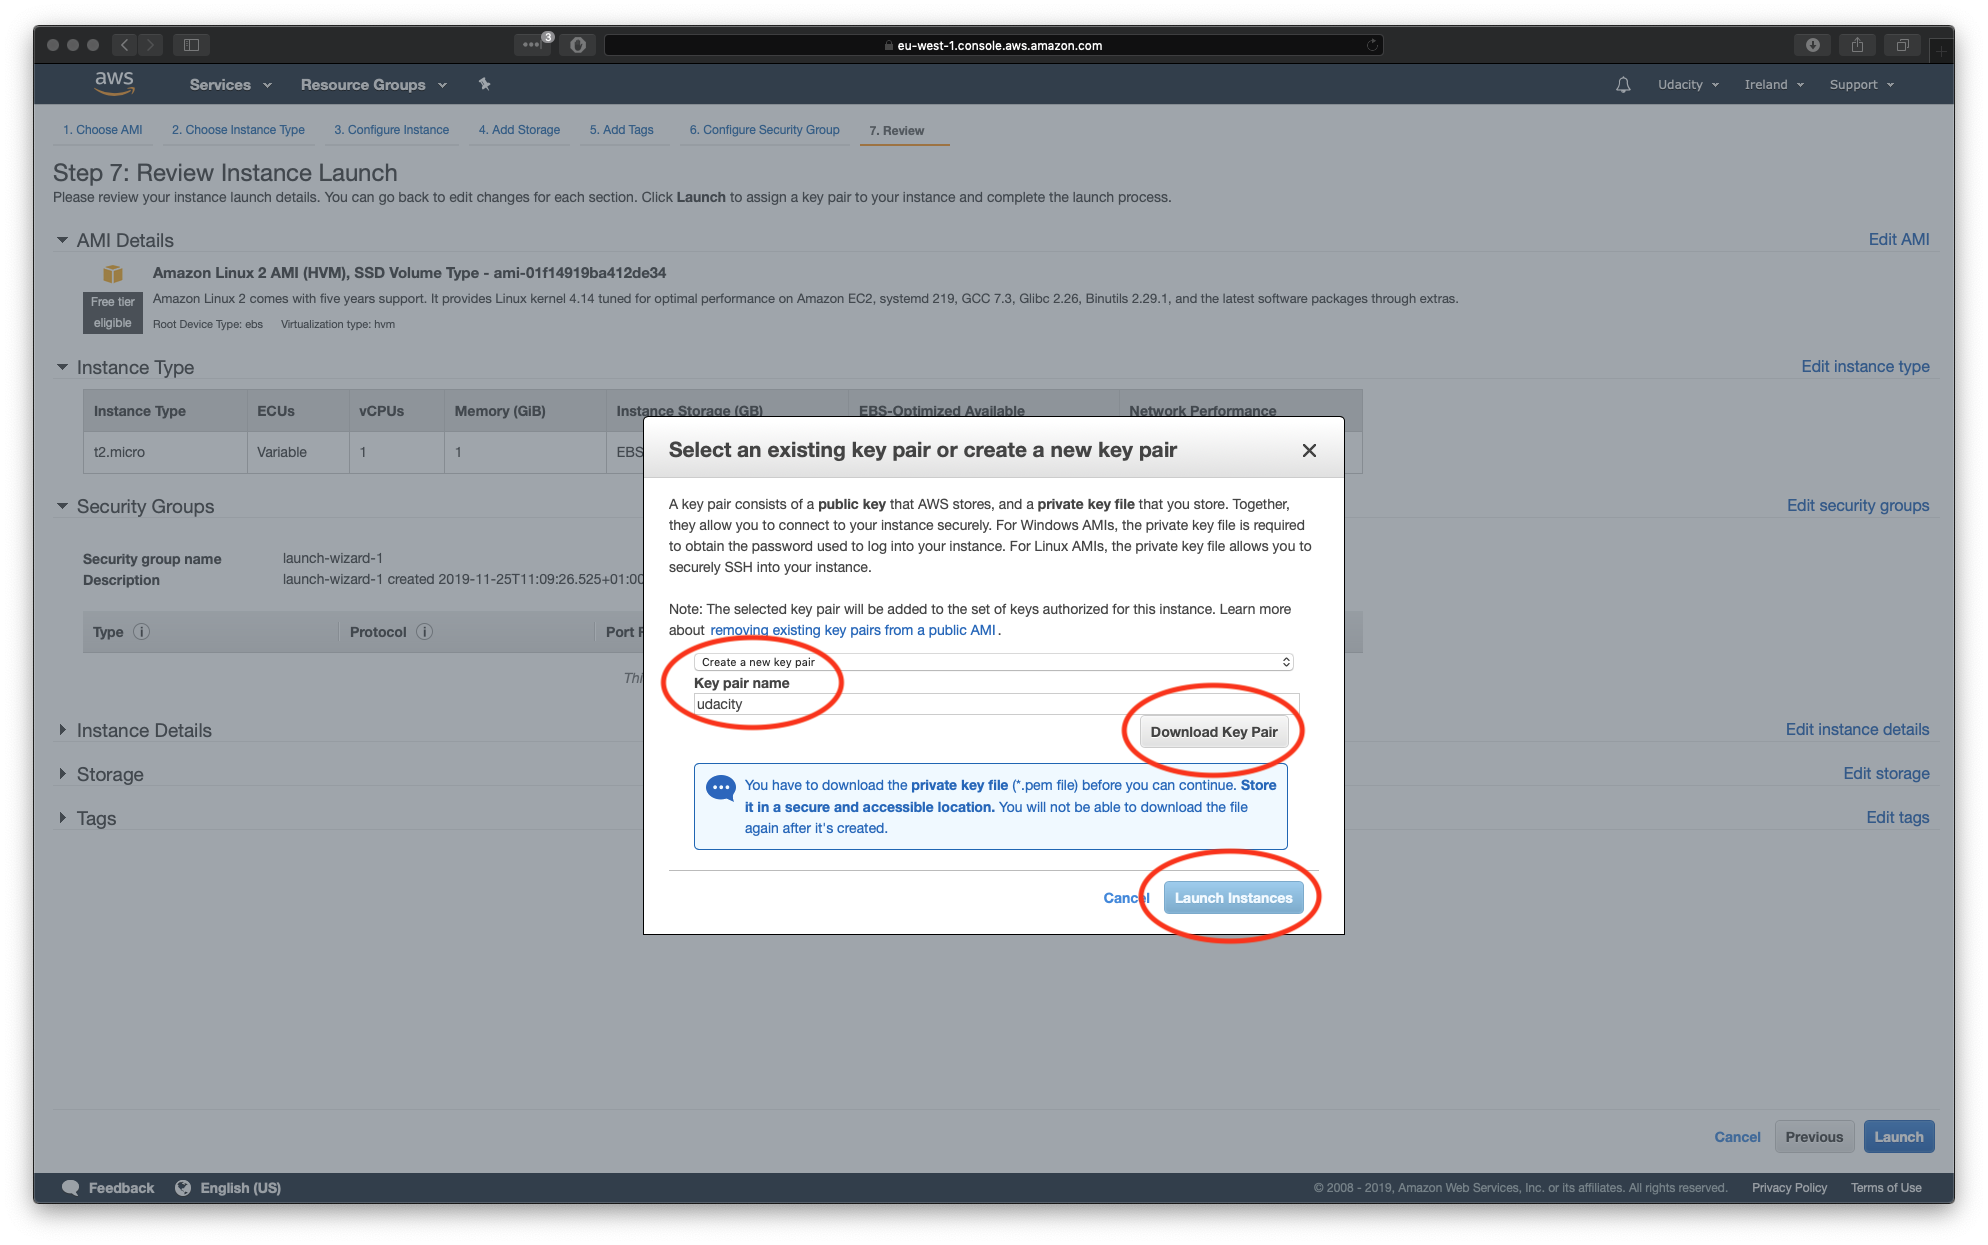 3
eu-west-1.console.aws.amazon.com
aws
Services
Resource Groups
Udacity
Ireland
Support
1. Choose AMI
2. Choose Instance Type
3. Configure Instance
4. Add Storage
5. Add Tags
6. Configure Security Group
7. Review
Step 7: Review Instance Launch
Please review your instance launch details. You can go back to edit changes for each section. Click Launch to assign a key pair to your instance and complete the launch process.
AMI Details
Edit AMI
Amazon Linux 2 AMI (HVM), SSD Volume Type - ami-01f14919ba412de34
Free tier
eligible
Amazon Linux 2 comes with five years support. It provides Linux kernel 4.14 tuned for optimal performance on Amazon EC2, systemd 219, GCC 7.3, Glibc 2.26, Binutils 2.29.1, and the latest software packages through extras.
Root Device Type: ebs Virtualization type: hvm
Instance Type
Edit instance type
Instance Type ECUs vCPUs Memory (GiB) Instance Storage (GB) EBS-Optimized Available Network Performance
t2.micro Variable 1 1 EBS
Security Groups
Edit security groups
Security group name launch-wizard-1
Description launch-wizard-1 created 2019-11-25T11:09:26.525+01:00
Type Protocol Port
Instance Details
Edit instance details
Storage
Edit storage
Tags
Edit tags
Select an existing key pair or create a new key pair
A key pair consists of a public key that AWS stores, and a private key file that you store. Together,
they allow you to connect to your instance securely. For Windows AMIs, the private key file is required
to obtain the password used to log into your instance. For Linux AMIs, the private key file allows you to
securely SSH into your instance.
Note: The selected key pair will be added to the set of keys authorized for this instance. Learn more
about removing existing key pairs from a public AMI .
Create a new key pair
Key pair name
udacity
Download Key Pair
You have to download the private key file (*.pem file) before you can continue. Store
it in a secure and accessible location. You will not be able to download the file
again after it's created.
Cancel
Launch Instances
Cancel
Previous
Launch
Feedback
English (US)
© 2008 - 2019, Amazon Web Services, Inc. or its affiliates. All rights reserved.
Privacy Policy
Terms of Use